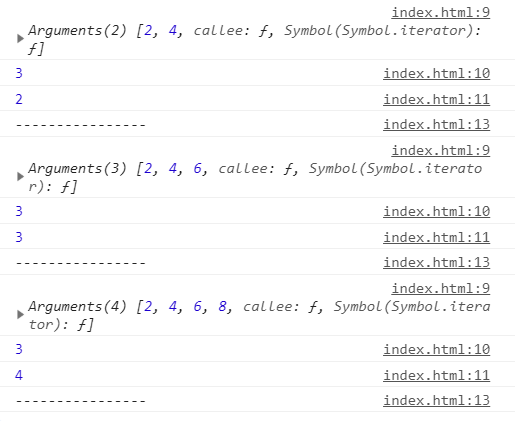 index.html:9
Arguments(2) [2, 4, callee: ƒ, Symbol(Symbol.iterator):
ƒ]
3 index.html:10
2 index.html:11
---------------- index.html:13
index.html:9
Arguments(3) [2, 4, 6, callee: ƒ, Symbol(Symbol.iterato
r): ƒ]
3 index.html:10
3 index.html:11
---------------- index.html:13
index.html:9
Arguments(4) [2, 4, 6, 8, callee: ƒ, Symbol(Symbol.itera
tor): ƒ]
3 index.html:10
4 index.html:11
---------------- index.html:13